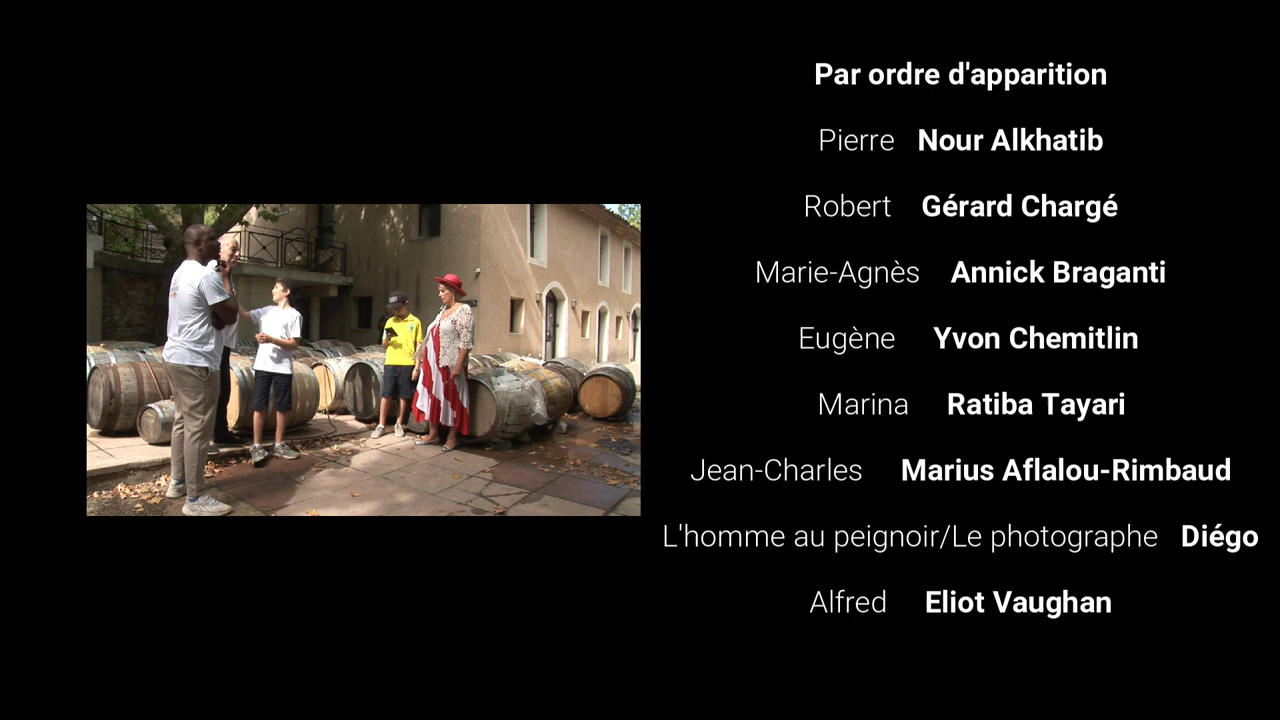 Par ordre d'apparition
Pierre Nour Alkhatib
Robert Gérard Chargé
Marie-Agnès Annick Braganti
Eugène Yvon Chemitlin
Marina Ratiba Tayari
Jean-Charles Marius Aflalou-Rimbaud
L'homme au peignoir/Le photographe Diégo
Alfred Eliot Vaughan